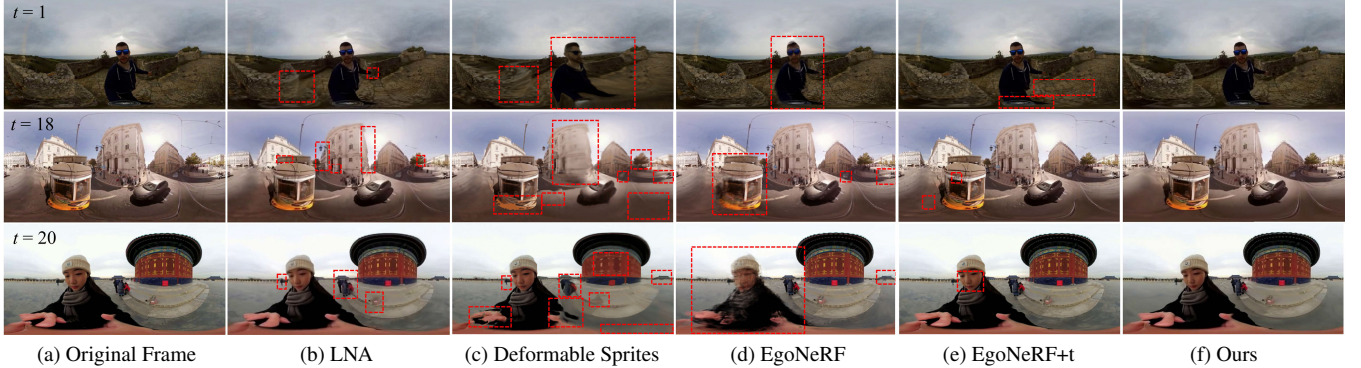 t = 1
t = 18
t = 20
(a) Original Frame
(b) LNA
(c) Deformable Sprites
(d) EgoNeRF
(e) EgoNeRF+t
(f) Ours